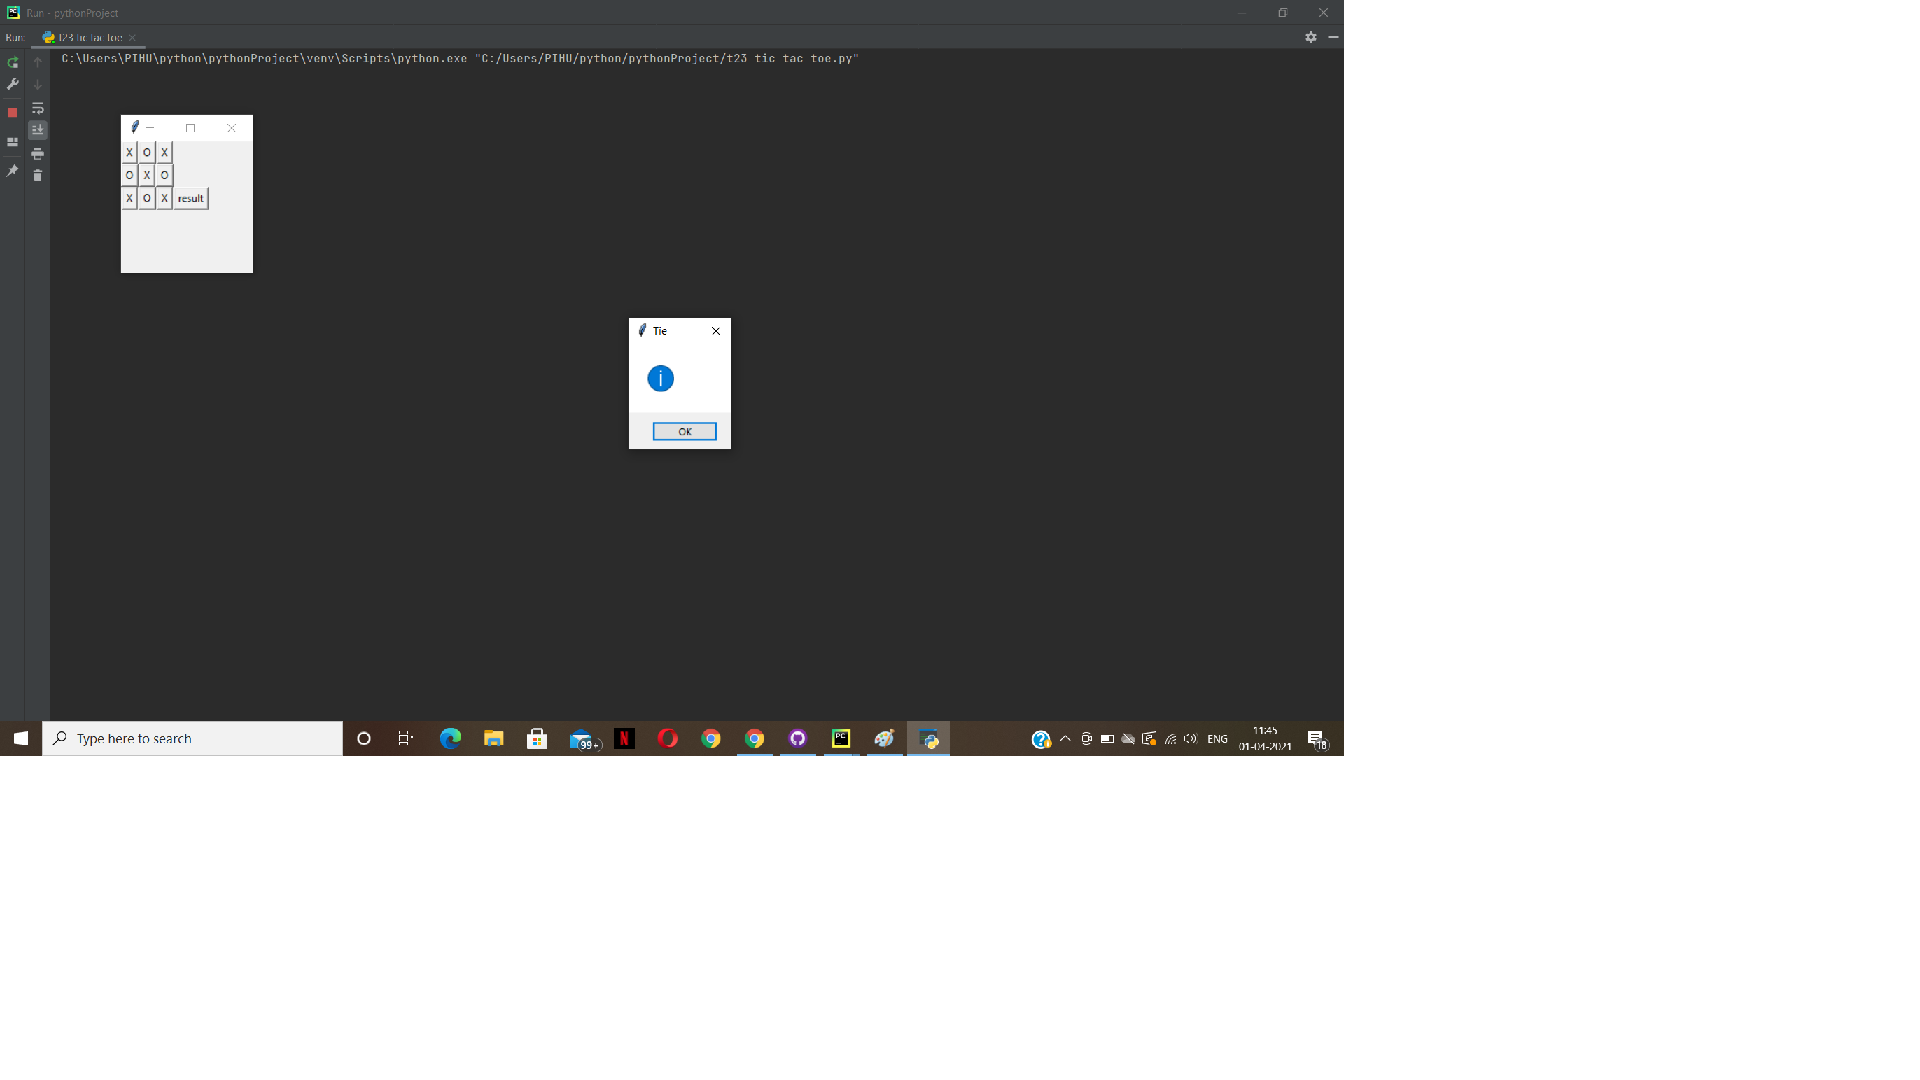 Run - pythonProject
Run: t23 tic tac toe
C:\Users\PIHU\python\pythonProject\venv\Scripts\python.exe "C:/Users/PIHU/python/pythonProject/t23 tic tac toe.py"
X O X
O X O
X O X result
Tie
OK
Type here to search
99+
PC
ENG
11:45
01-04-2021
18